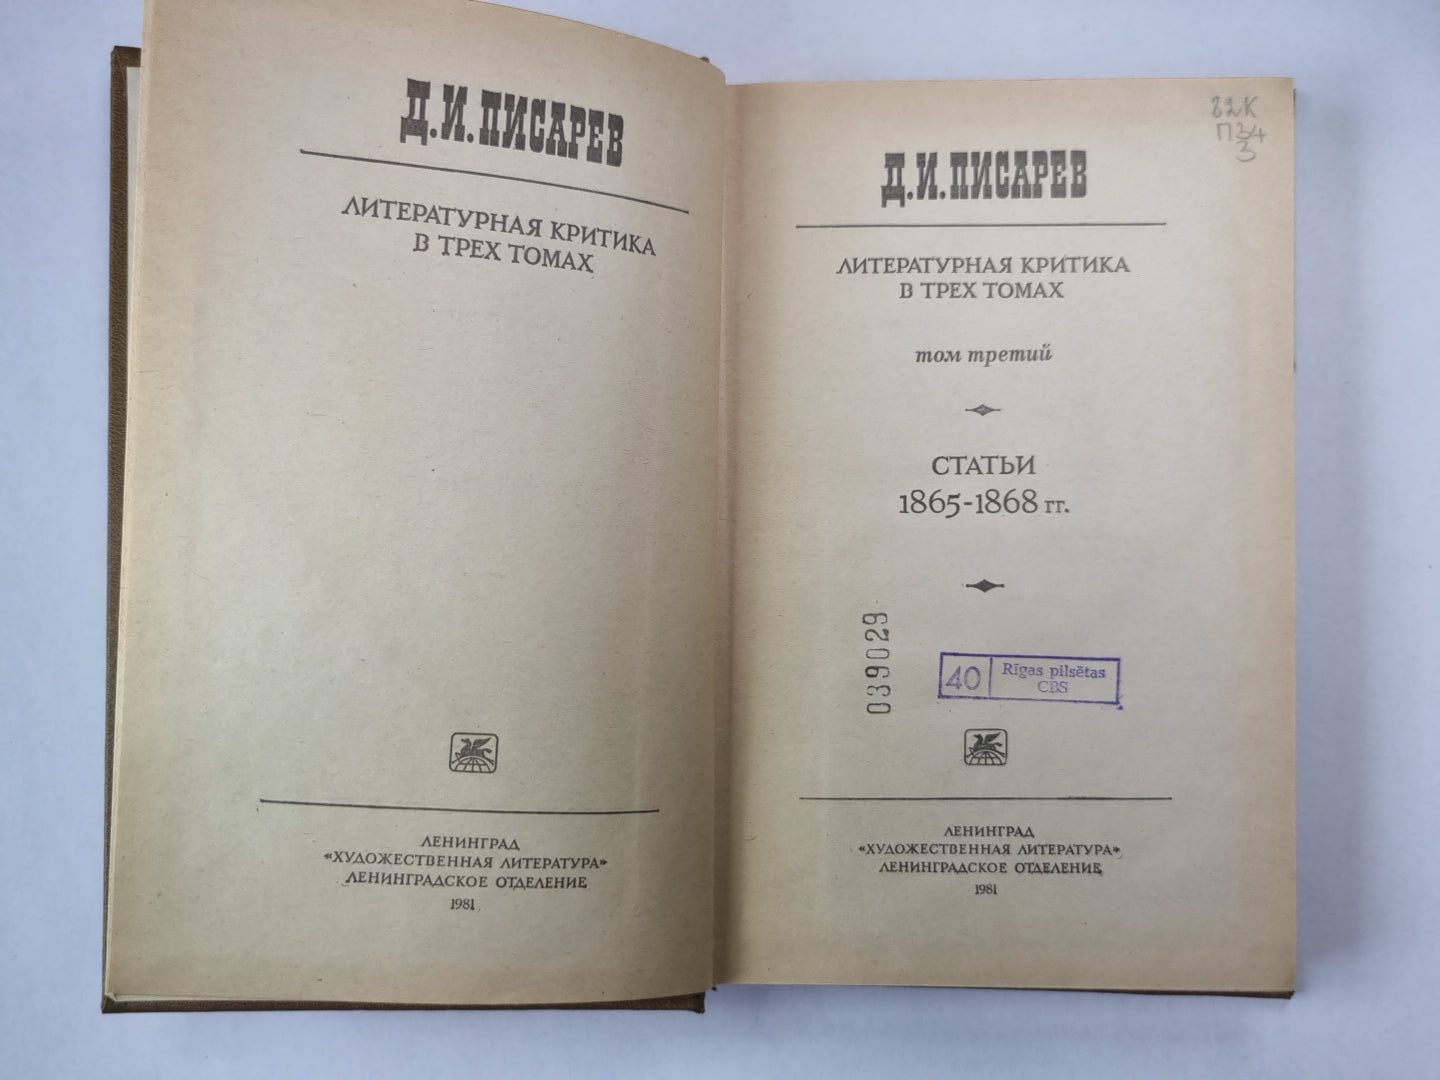 Д.И.ПИСАРЕВ
ЛИТЕРАТУРНАЯ КРИТИКА
В ТРЕХ ТОМАХ
ЛЕНИНГРАД
«ХУДОЖЕСТВЕННАЯ ЛИТЕРАТУРА»
ЛЕНИНГРАДСКОЕ ОТДЕЛЕНИЕ
1981
82К
П34
3
Д.И.ПИСАРЕВ
ЛИТЕРАТУРНАЯ КРИТИКА
В ТРЕХ ТОМАХ
том третий
СТАТЬИ
1865-1868 гг.
039029
40 Rīgas pilsētas
CBS
ЛЕНИНГРАД
«ХУДОЖЕСТВЕННАЯ ЛИТЕРАТУРА»
ЛЕНИНГРАДСКОЕ ОТДЕЛЕНИЕ
1981